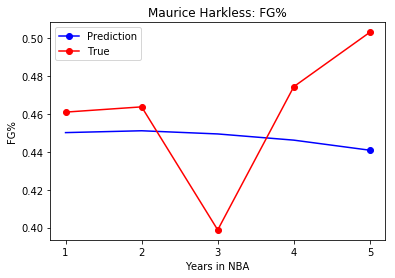 Maurice Harkless: FG%
Prediction
True
FG%
0.50
0.48
0.46
0.44
0.42
0.40
1 2 3 4 5
Years in NBA